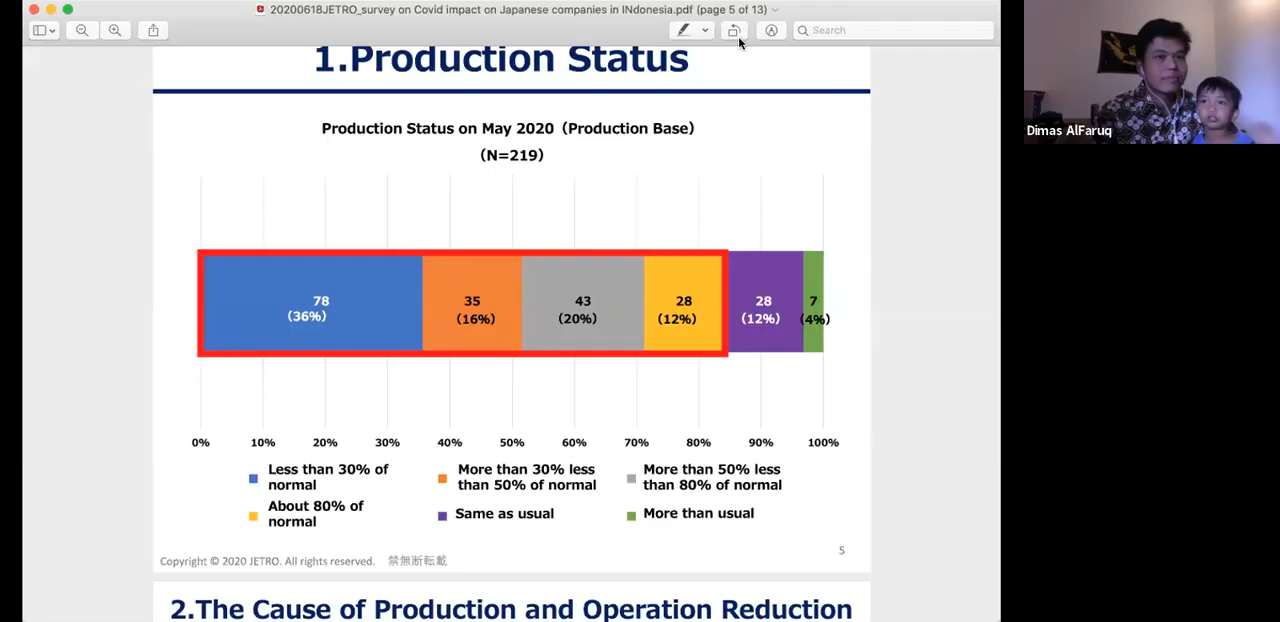 20200618JETRO_survey on Covid impact on Japanese companies in INdonesia.pdf (page 5 of 13)
Search
1.Production Status
Production Status on May 2020（Production Base）
（N=219）
78
（36%）
35
（16%）
43
（20%）
28
（12%）
28
（12%）
7
（4%）
0% 10% 20% 30% 40% 50% 60% 70% 80% 90% 100%
Less than 30% of
normal
More than 30% less
than 50% of normal
More than 50% less
than 80% of normal
About 80% of
normal
Same as usual
More than usual
5
Copyright © 2020 JETRO. All rights reserved. 禁無断転載
2.The Cause of Production and Operation Reduction
Dimas AlFaruq